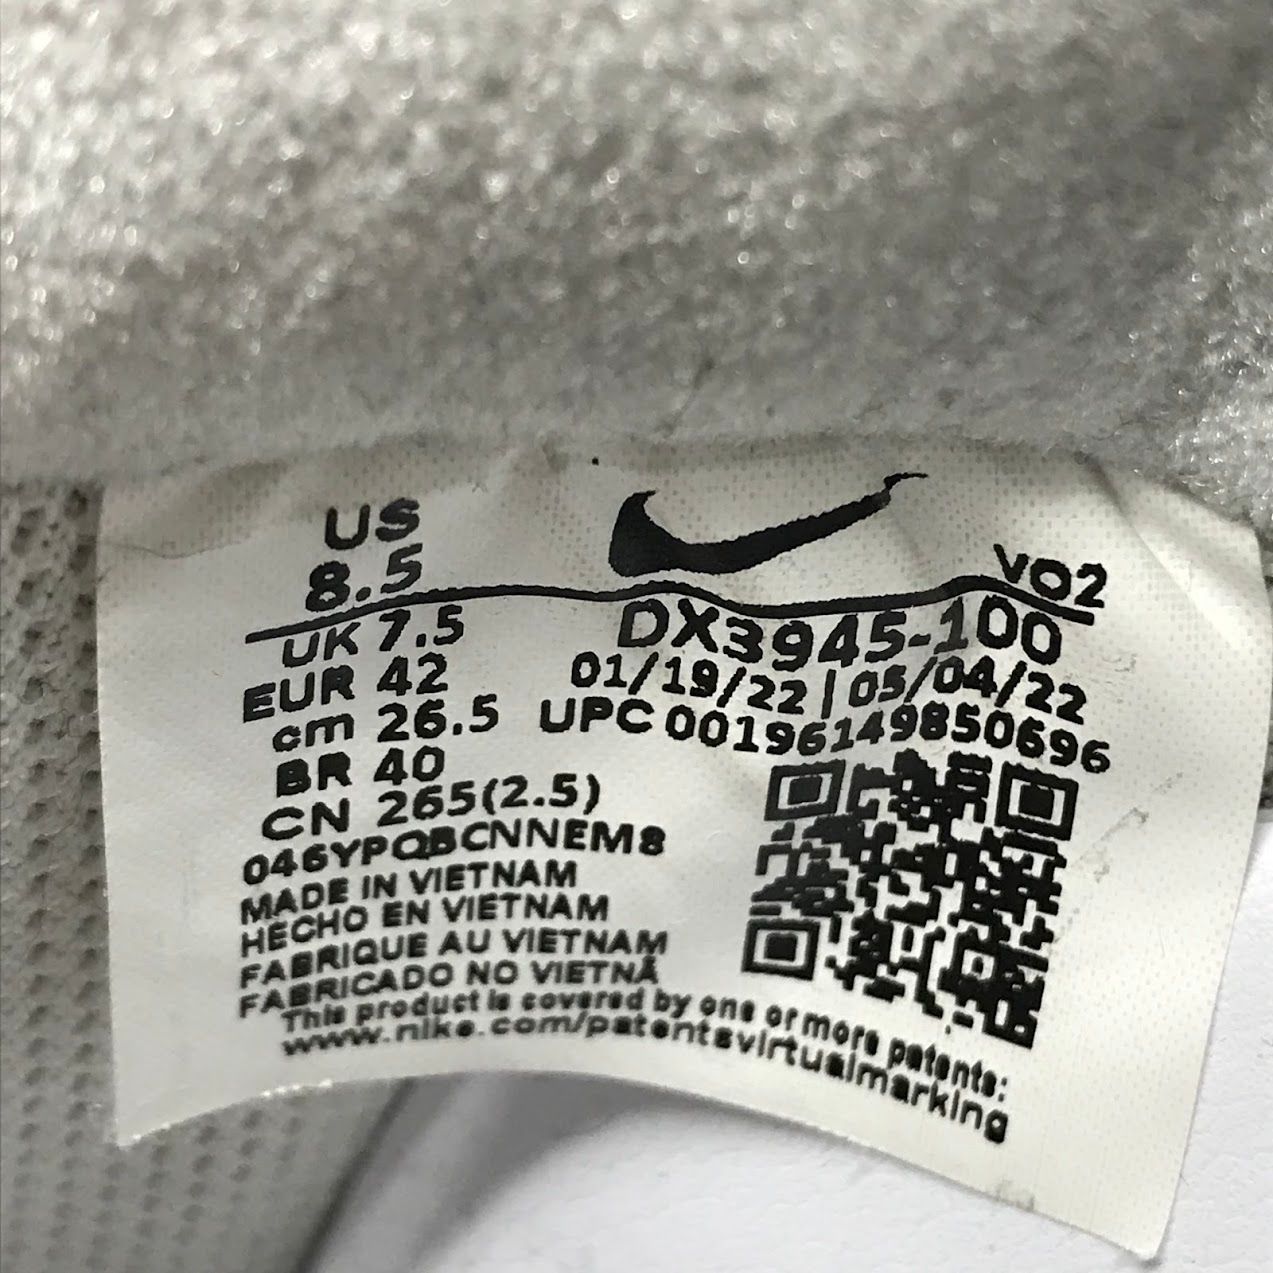 US
8.5
VO2
UK 7.5
DX3945-100
EUR 42
01/19/22 | 05/04/22
cm 26.5
UPC 00196149850696
BR 40
CN 265(2.5)
046YPQBCNNEM8
MADE IN VIETNAM
HECHO EN VIETNAM
FABRIQUE AU VIETNAM
FABRICADO NO VIETNÃ
This product is covered by one or more patents:
www.nike.com/patentsvirtualmarking